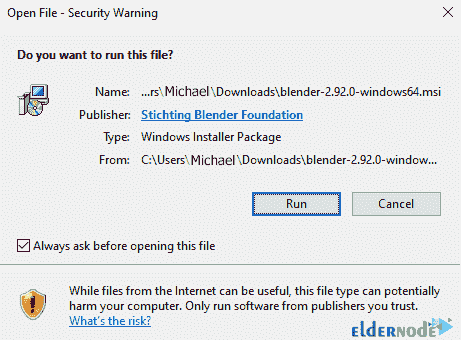 Open File - Security Warning
Do you want to run this file?
Name: ...rs\Michael\Downloads\blender-2.92.0-windows64.msi
Publisher: Stichting Blender Foundation
Type: Windows Installer Package
From: C:\Users\Michael\Downloads\blender-2.92.0-window...
Run Cancel
Always ask before opening this file
While files from the Internet can be useful, this file type can potentially
harm your computer. Only run software from publishers you trust.
What's the risk?
eldernode